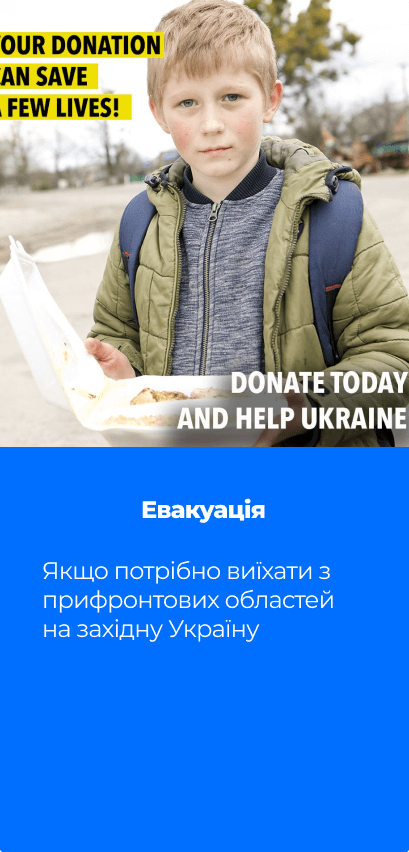 OUR DONATION
CAN SAVE
A FEW LIVES!
DONATE TODAY
AND HELP UKRAINE
Евакуація
Якщо потрібно виїхати з
прифронтових областей
на західну Україну